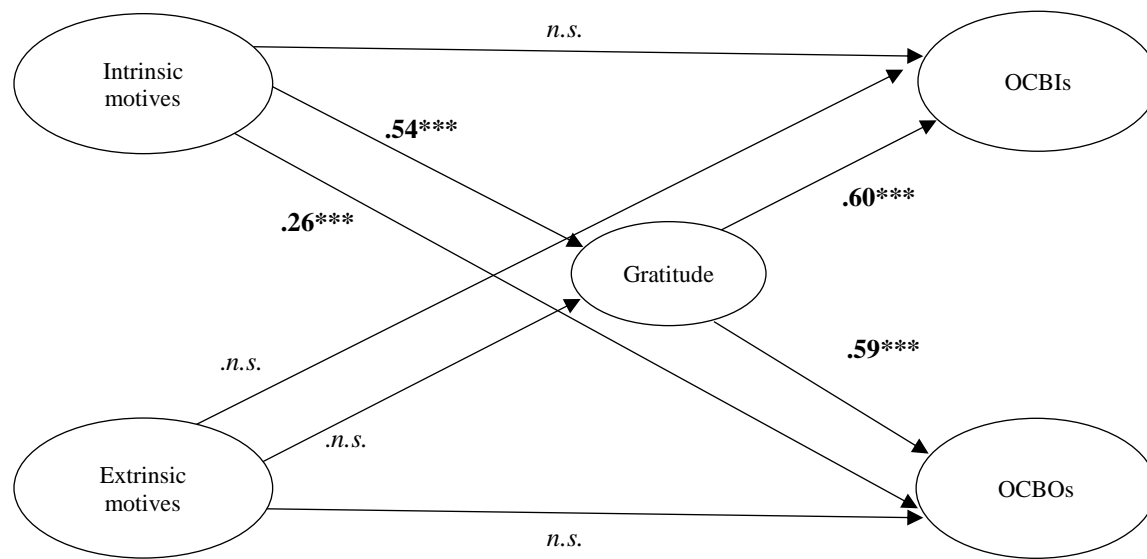 n.s.
Intrinsic
motives
OCBIs
.54***
.60***
.26***
Gratitude
.59***
.n.s.
.n.s.
Extrinsic
motives
OCBOs
n.s.